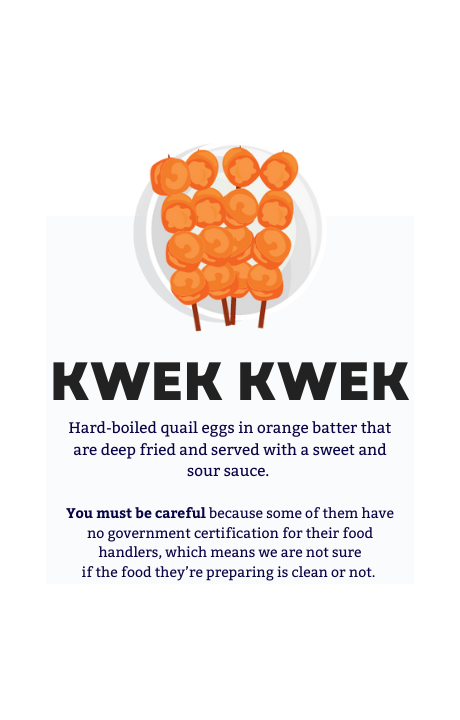 KWEK KWEK
Hard-boiled quail eggs in orange batter that
are deep fried and served with a sweet and
sour sauce.
You must be careful because some of them have
no government certification for their food
handlers, which means we are not sure
if the food they’re preparing is clean or not.